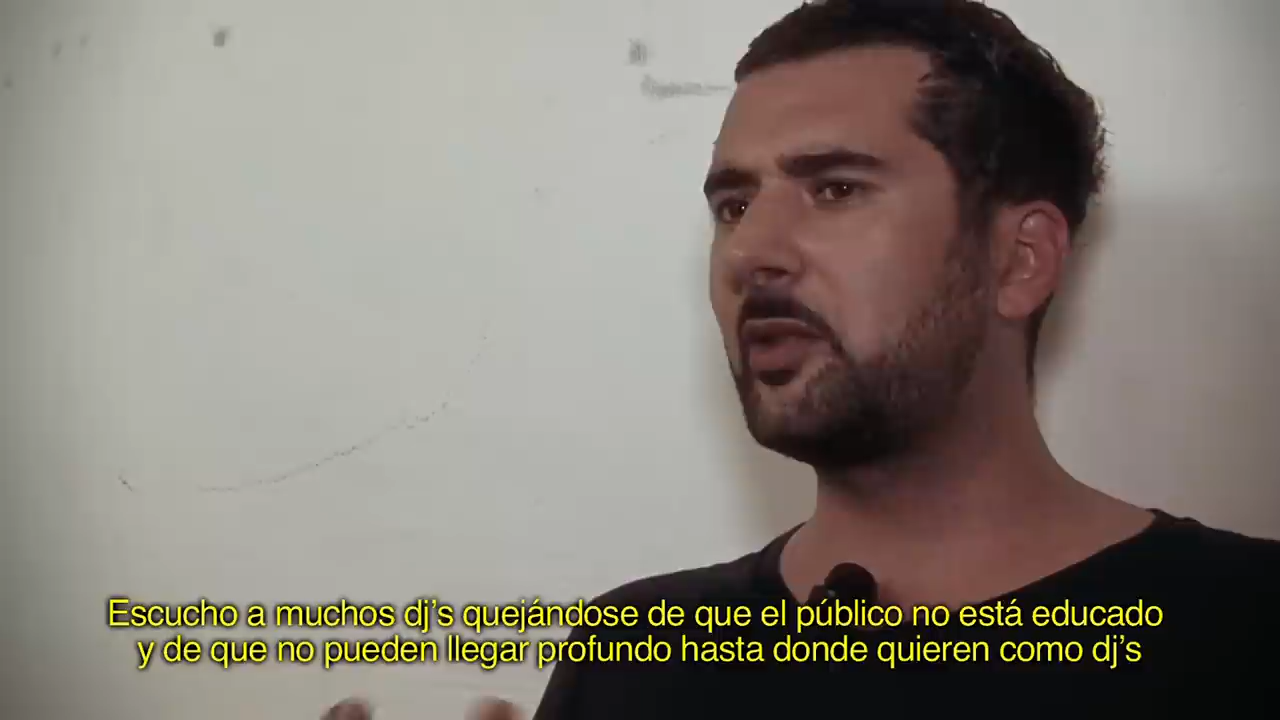 Escucho a muchos dj's quejándose de que el público no está educado
y de que no pueden llegar profundo hasta donde quieren como dj's